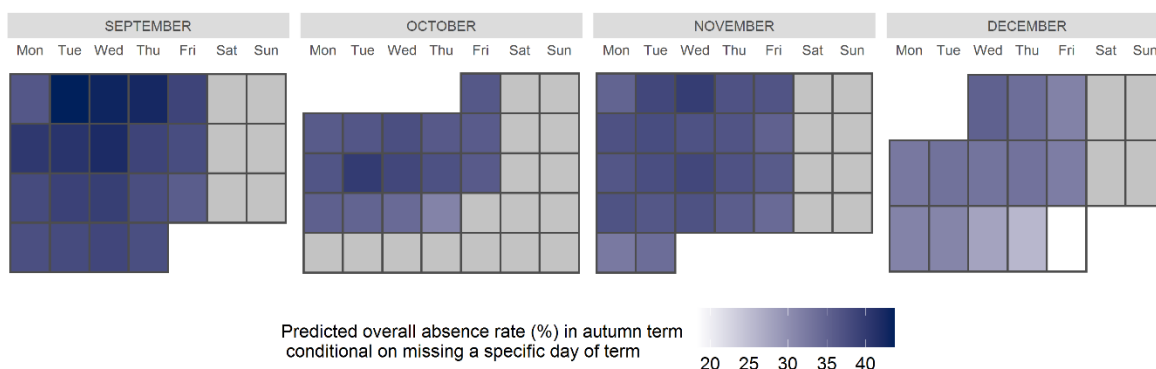 SEPTEMBER OCTOBER NOVEMBER DECEMBER
Mon Tue Wed Thu Fri Sat Sun Mon Tue Wed Thu Fri Sat Sun Mon Tue Wed Thu Fri Sat Sun Mon Tue Wed Thu Fri Sat Sun
Predicted overall absence rate (%) in autumn term
conditional on missing a specific day of term
20 25 30 35 40